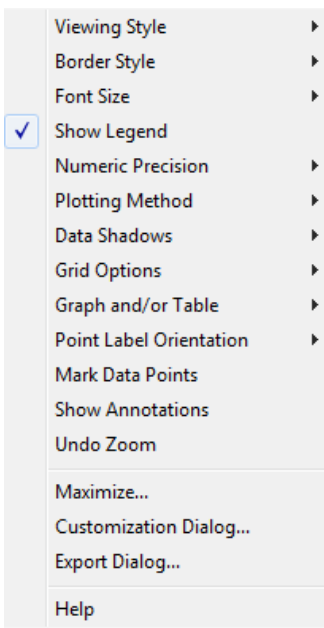 Viewing Style
Border Style
Font Size
Show Legend
Numeric Precision
Plotting Method
Data Shadows
Grid Options
Graph and/or Table
Point Label Orientation
Mark Data Points
Show Annotations
Undo Zoom
Maximize...
Customization Dialog...
Export Dialog...
Help